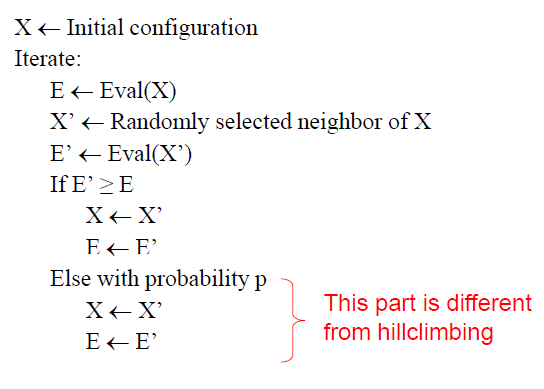 X ← Initial configuration
Iterate:
E ← Eval(X)
X’ ← Randomly selected neighbor of X
E’ ← Eval(X’)
If E’ ≥ E
X ← X’
E ← E’
Else with probability p
X ← X’
E ← E’
This part is different
from hillclimbing